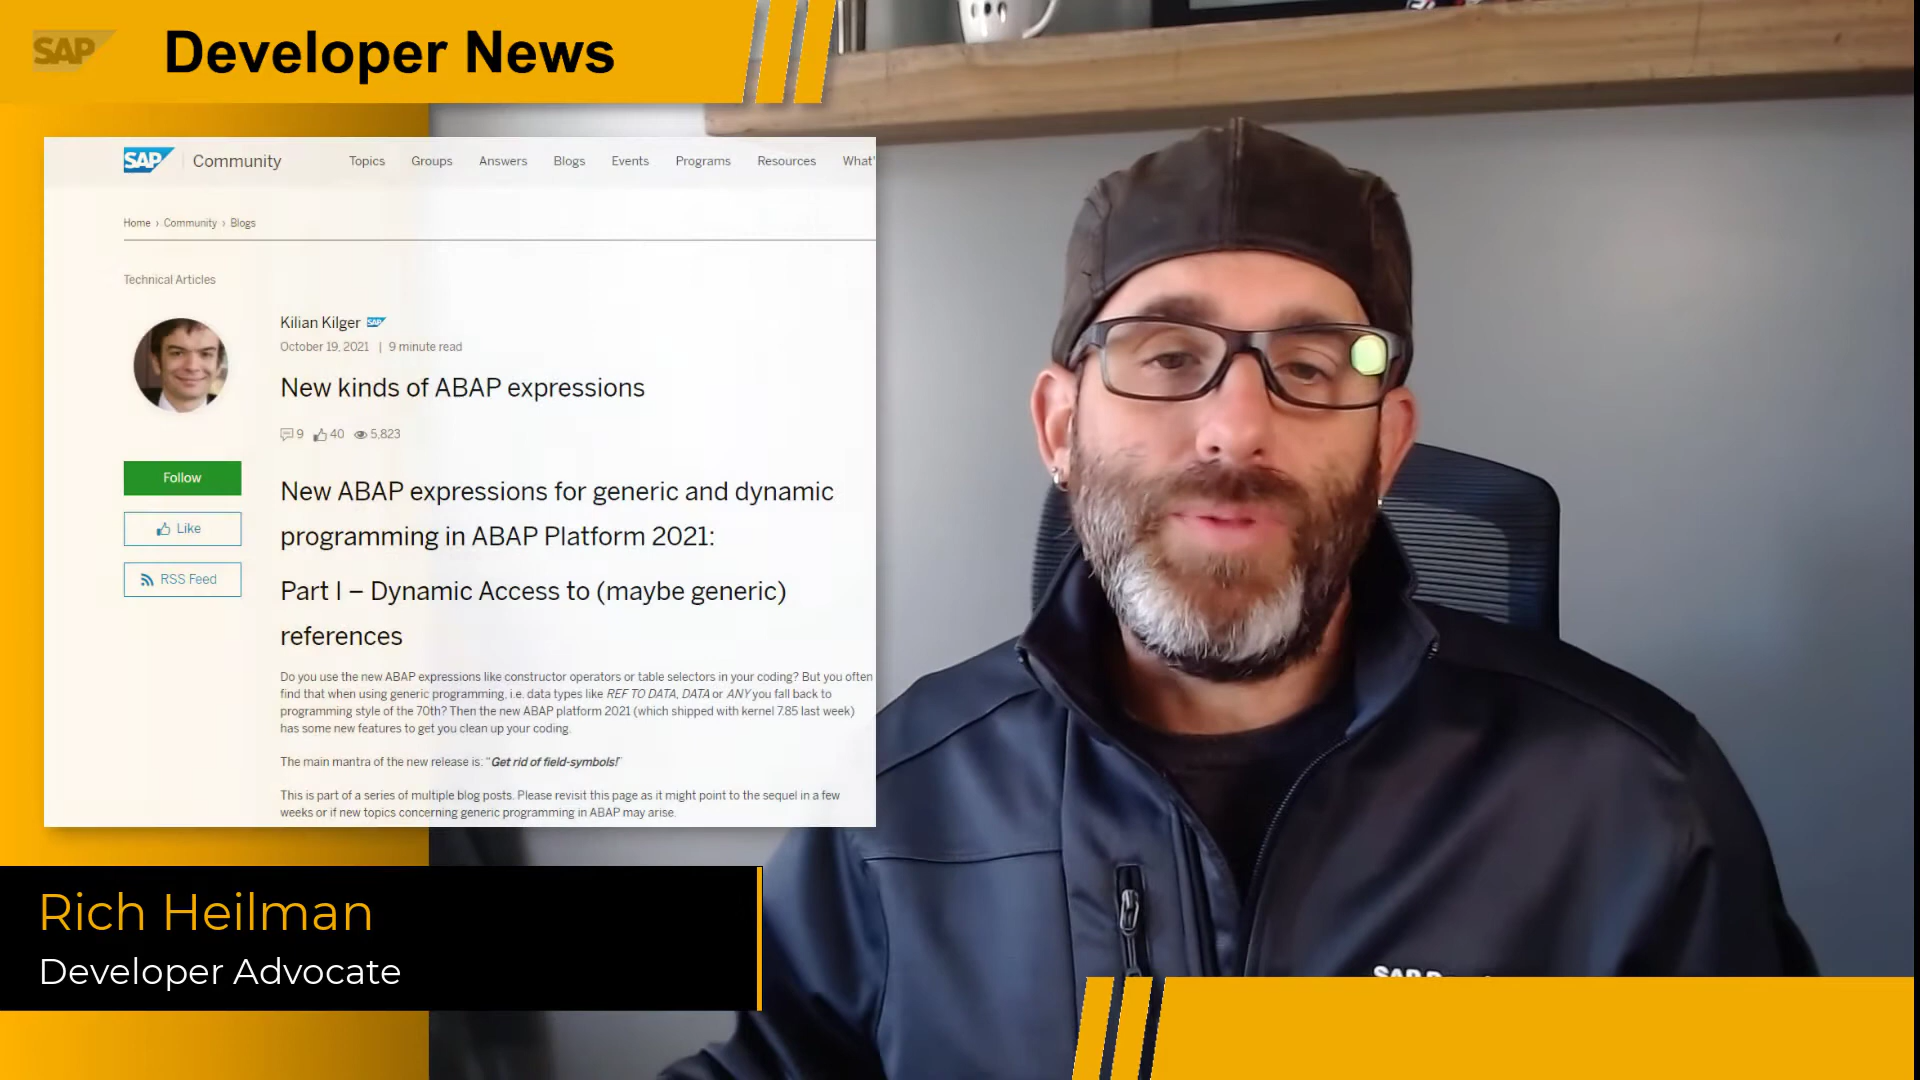 SAP Developer News
SAP Community Topics Groups Answers Blogs Events Programs Resources What'
Home › Community › Blogs
Technical Articles
Kilian Kilger SAP
October 19, 2021 | 9 minute read
New kinds of ABAP expressions
9 40 5,823
Follow
Like
RSS Feed
New ABAP expressions for generic and dynamic
programming in ABAP Platform 2021:
Part I – Dynamic Access to (maybe generic)
references
Do you use the new ABAP expressions like constructor operators or table selectors in your coding? But you often
find that when using generic programming, i.e. data types like REF TO DATA, DATA or ANY you fall back to
programming style of the 70th? Then the new ABAP platform 2021 (which shipped with kernel 7.85 last week)
has some new features to get you clean up your coding.
The main mantra of the new release is: "Get rid of field-symbols!"
This is part of a series of multiple blog posts. Please revisit this page as it might point to the sequel in a few
weeks or if new topics concerning generic programming in ABAP may arise.
Rich Heilman
Developer Advocate
SAP